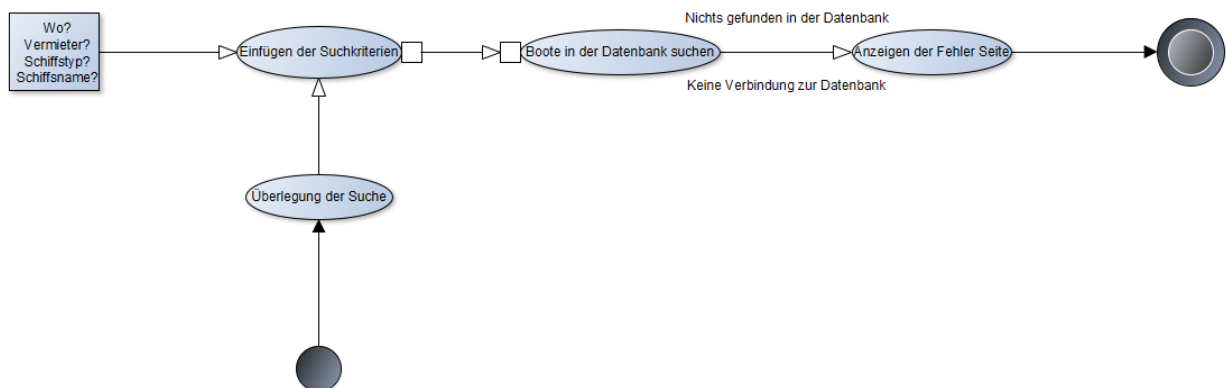 Wo?
Vermieter?
Schiffstyp?
Schiffsname?
Einfügen der Suchkriterien
Boote in der Datenbank suchen
Nichts gefunden in der Datenbank
Keine Verbindung zur Datenbank
Anzeigen der Fehler Seite
Überlegung der Suche